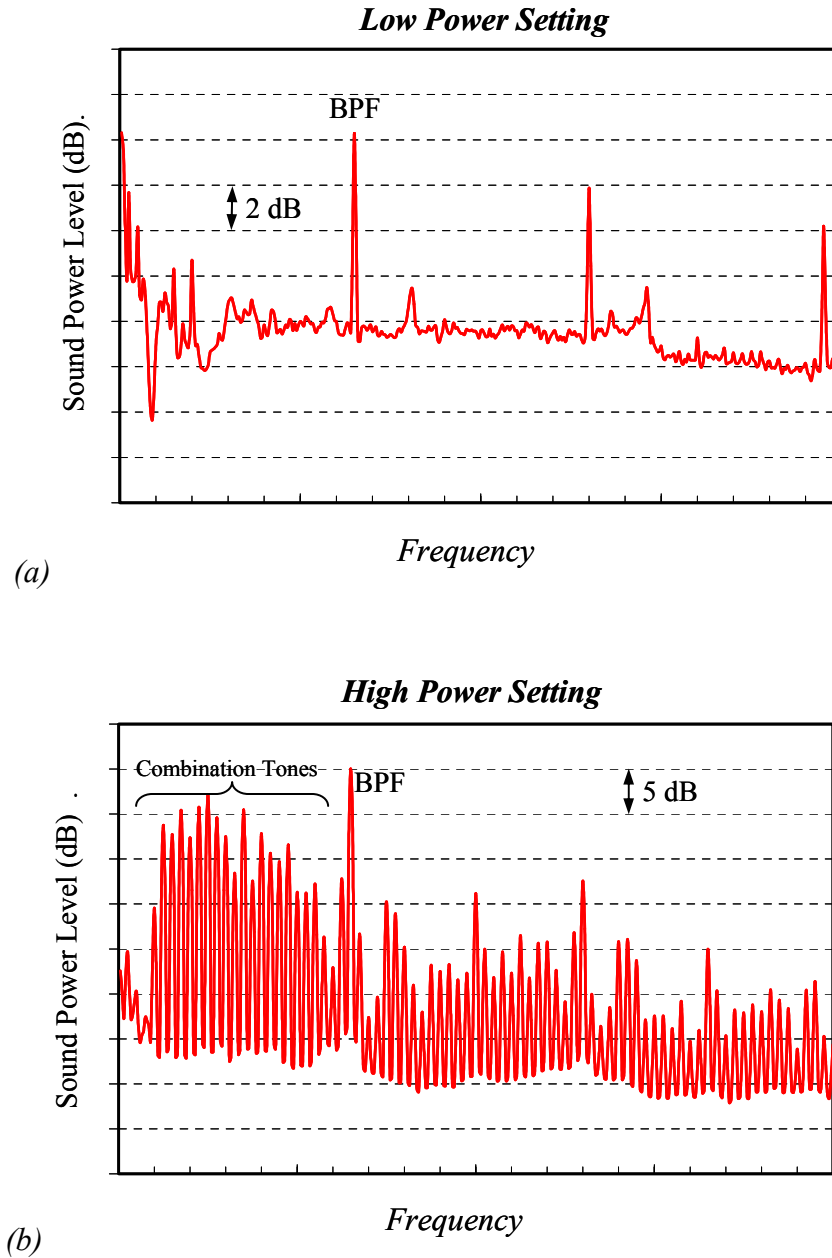 Low Power Setting
BPF
Sound Power Level (dB).
2 dB
Frequency
(a)
High Power Setting
Combination Tones
BPF
5 dB
Sound Power Level (dB) .
Frequency
(b)